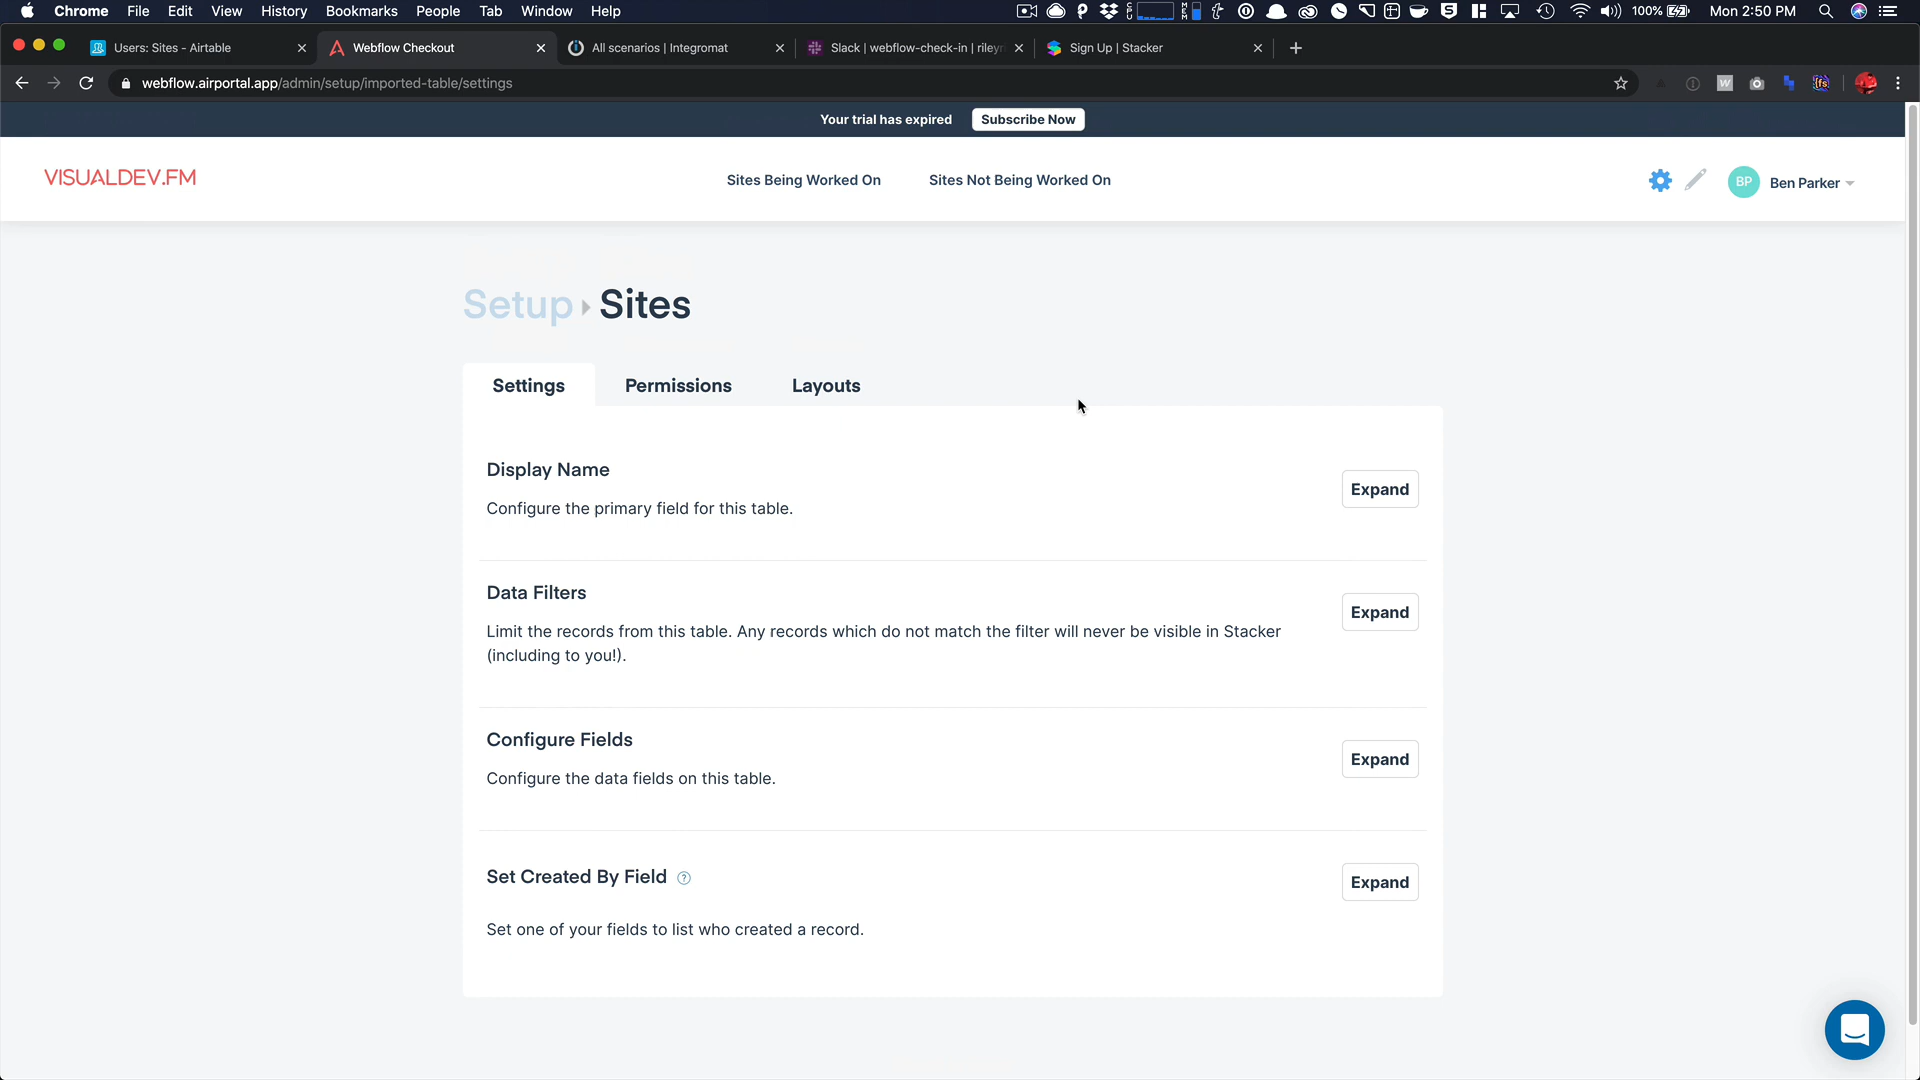 Chrome File Edit View History Bookmarks People Tab Window Help
100%
Mon 2:50 PM
Users: Sites - Airtable
Webflow Checkout
All scenarios | Integromat
Slack | webflow-check-in |
Sign Up | Stacker
webflow.airportal.app/admin/setup/imported-table/settings
Your trial has expired
Subscribe Now
VISUALDEV.FM
Sites Being Worked On
Sites Not Being Worked On
BP
Ben Parker
Setup
Sites
Settings
Permissions
Layouts
Display Name
Configure the primary field for this table.
Expand
Data Filters
Limit the records from this table. Any records which do not match the filter will never be visible in Stacker
(including to you!).
Expand
Configure Fields
Configure the data fields on this table.
Expand
Set Created By Field ?
Set one of your fields to list who created a record.
Expand